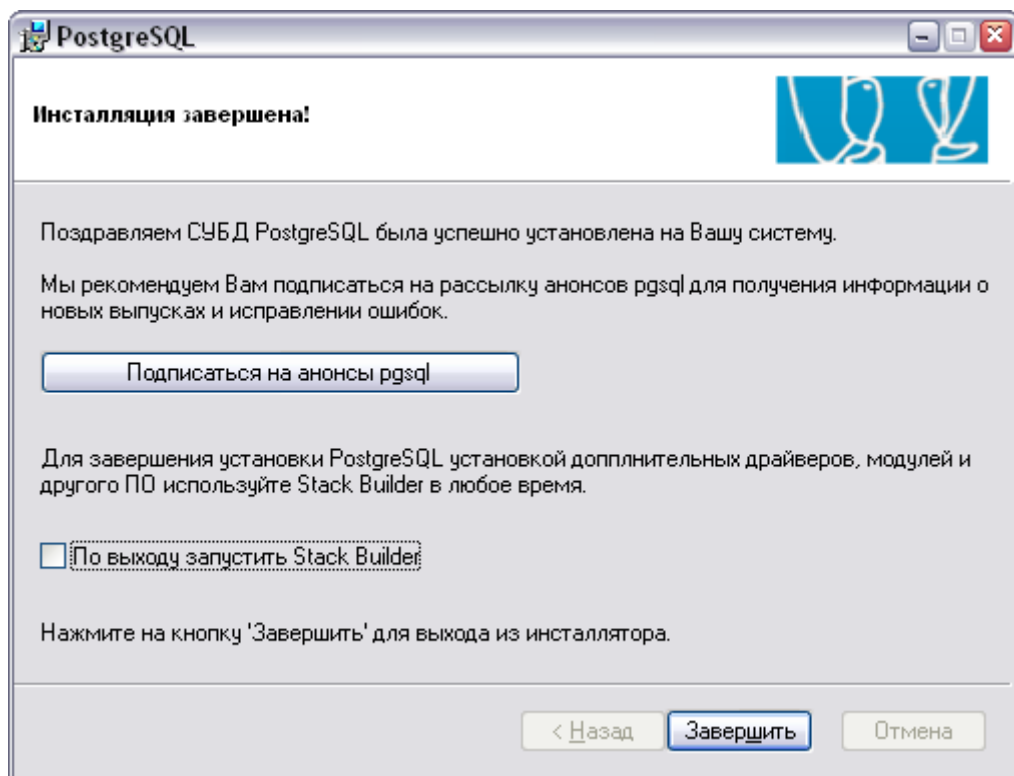 PostgreSQL
Инсталляция завершена!
Поздравляем СУБД PostgreSQL была успешно установлена на Вашу систему.
Мы рекомендуем Вам подписаться на рассылку анонсов pgsql для получения информации о
новых выпусках и исправлении ошибок.
Подписаться на анонсы pgsql
Для завершения установки PostgreSQL установкой допплнительных драйверов, модулей и
другого ПО используйте Stack Builder в любое время.
По выходу запустить Stack Builder
Нажмите на кнопку 'Завершить' для выхода из инсталлятора.
< Назад Завершить Отмена